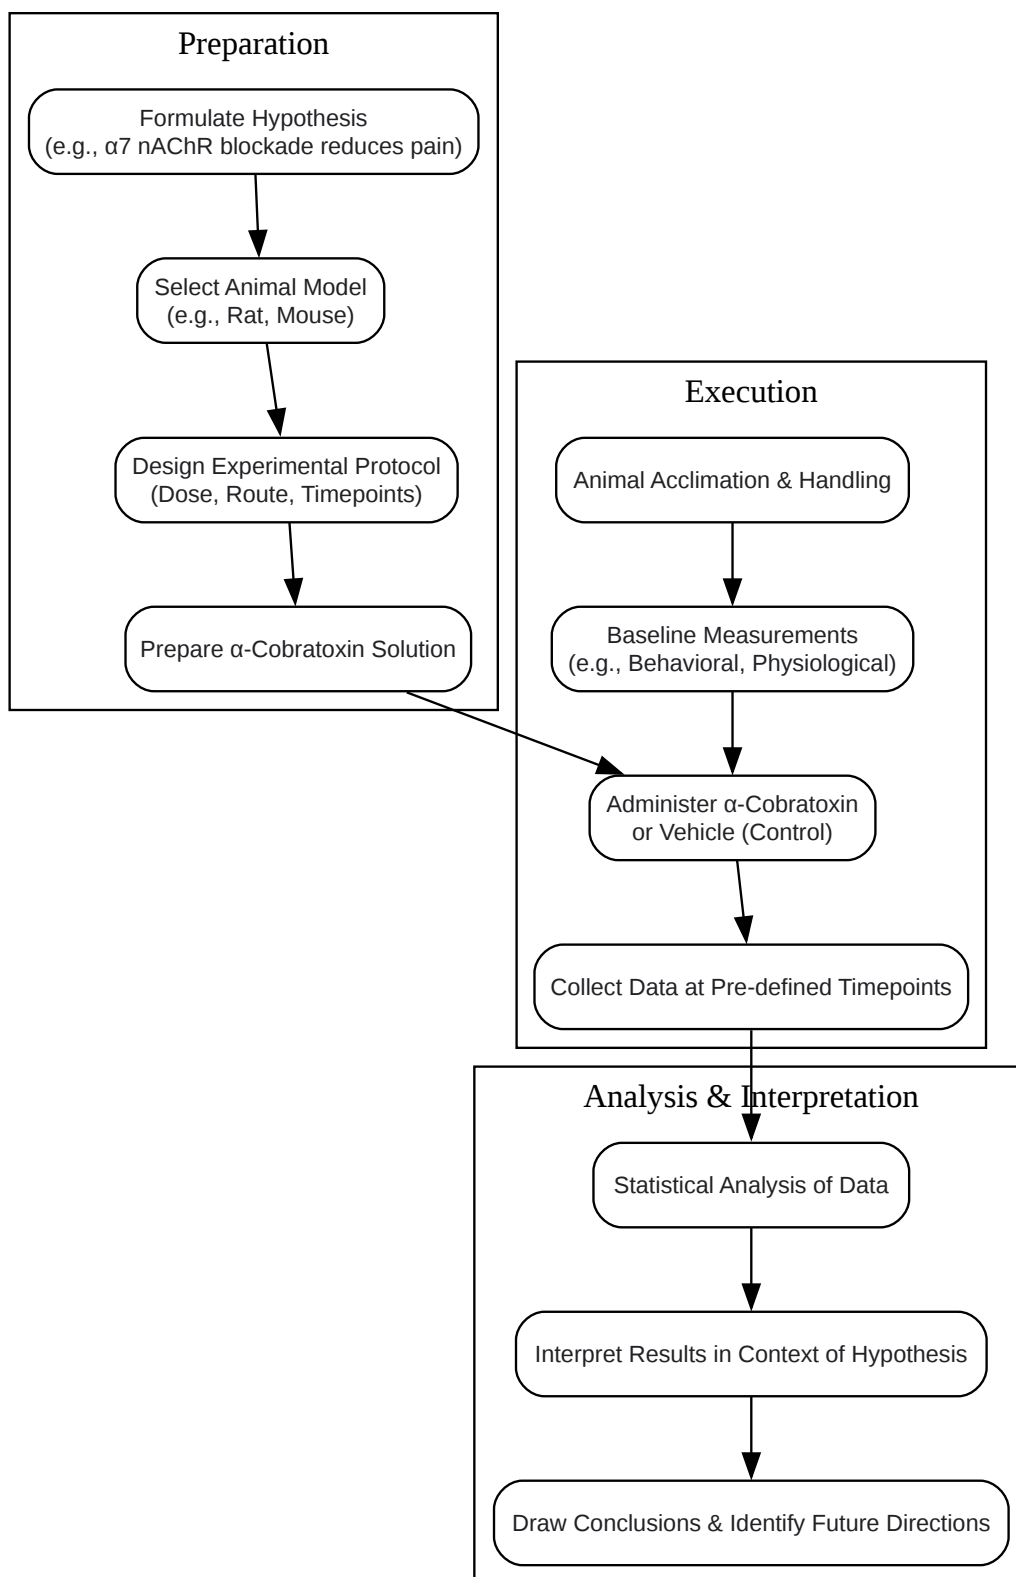 Preparation
Formulate Hypothesis
(e.g., α7 nAChR blockade reduces pain)
Select Animal Model
(e.g., Rat, Mouse)
Design Experimental Protocol
(Dose, Route, Timepoints)
Prepare α-Cobratoxin Solution
Execution
Animal Acclimation & Handling
Baseline Measurements
(e.g., Behavioral, Physiological)
Administer α-Cobratoxin
or Vehicle (Control)
Collect Data at Pre-defined Timepoints
Analysis & Interpretation
Statistical Analysis of Data
Interpret Results in Context of Hypothesis
Draw Conclusions & Identify Future Directions